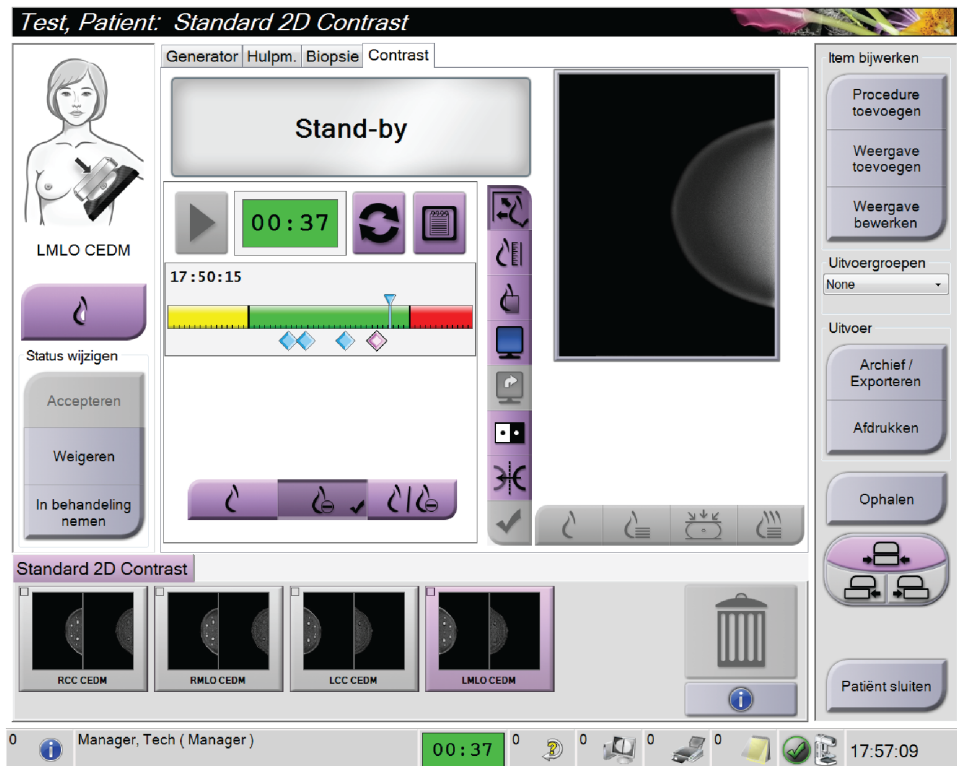 Test, Patient: Standard 2D Contrast
Generator Hulpm. Biopsie Contrast
LMLO CEDM
Status wijzigen
Accepteren
Weigeren
In behandeling
nemen
Stand-by
00:37
9999
17:50:15
Item bijwerken
Procedure
toevoegen
Weergave
toevoegen
Weergave
bewerken
Uitvoergroepen
None
Uitvoer
Archief /
Exporteren
Afdrukken
Ophalen
Patiënt sluiten
Standard 2D Contrast
RCC CEDM
RMLO CEDM
LCC CEDM
LMLO CEDM
0 Manager, Tech ( Manager ) 00:37 0 0 0 0 17:57:09